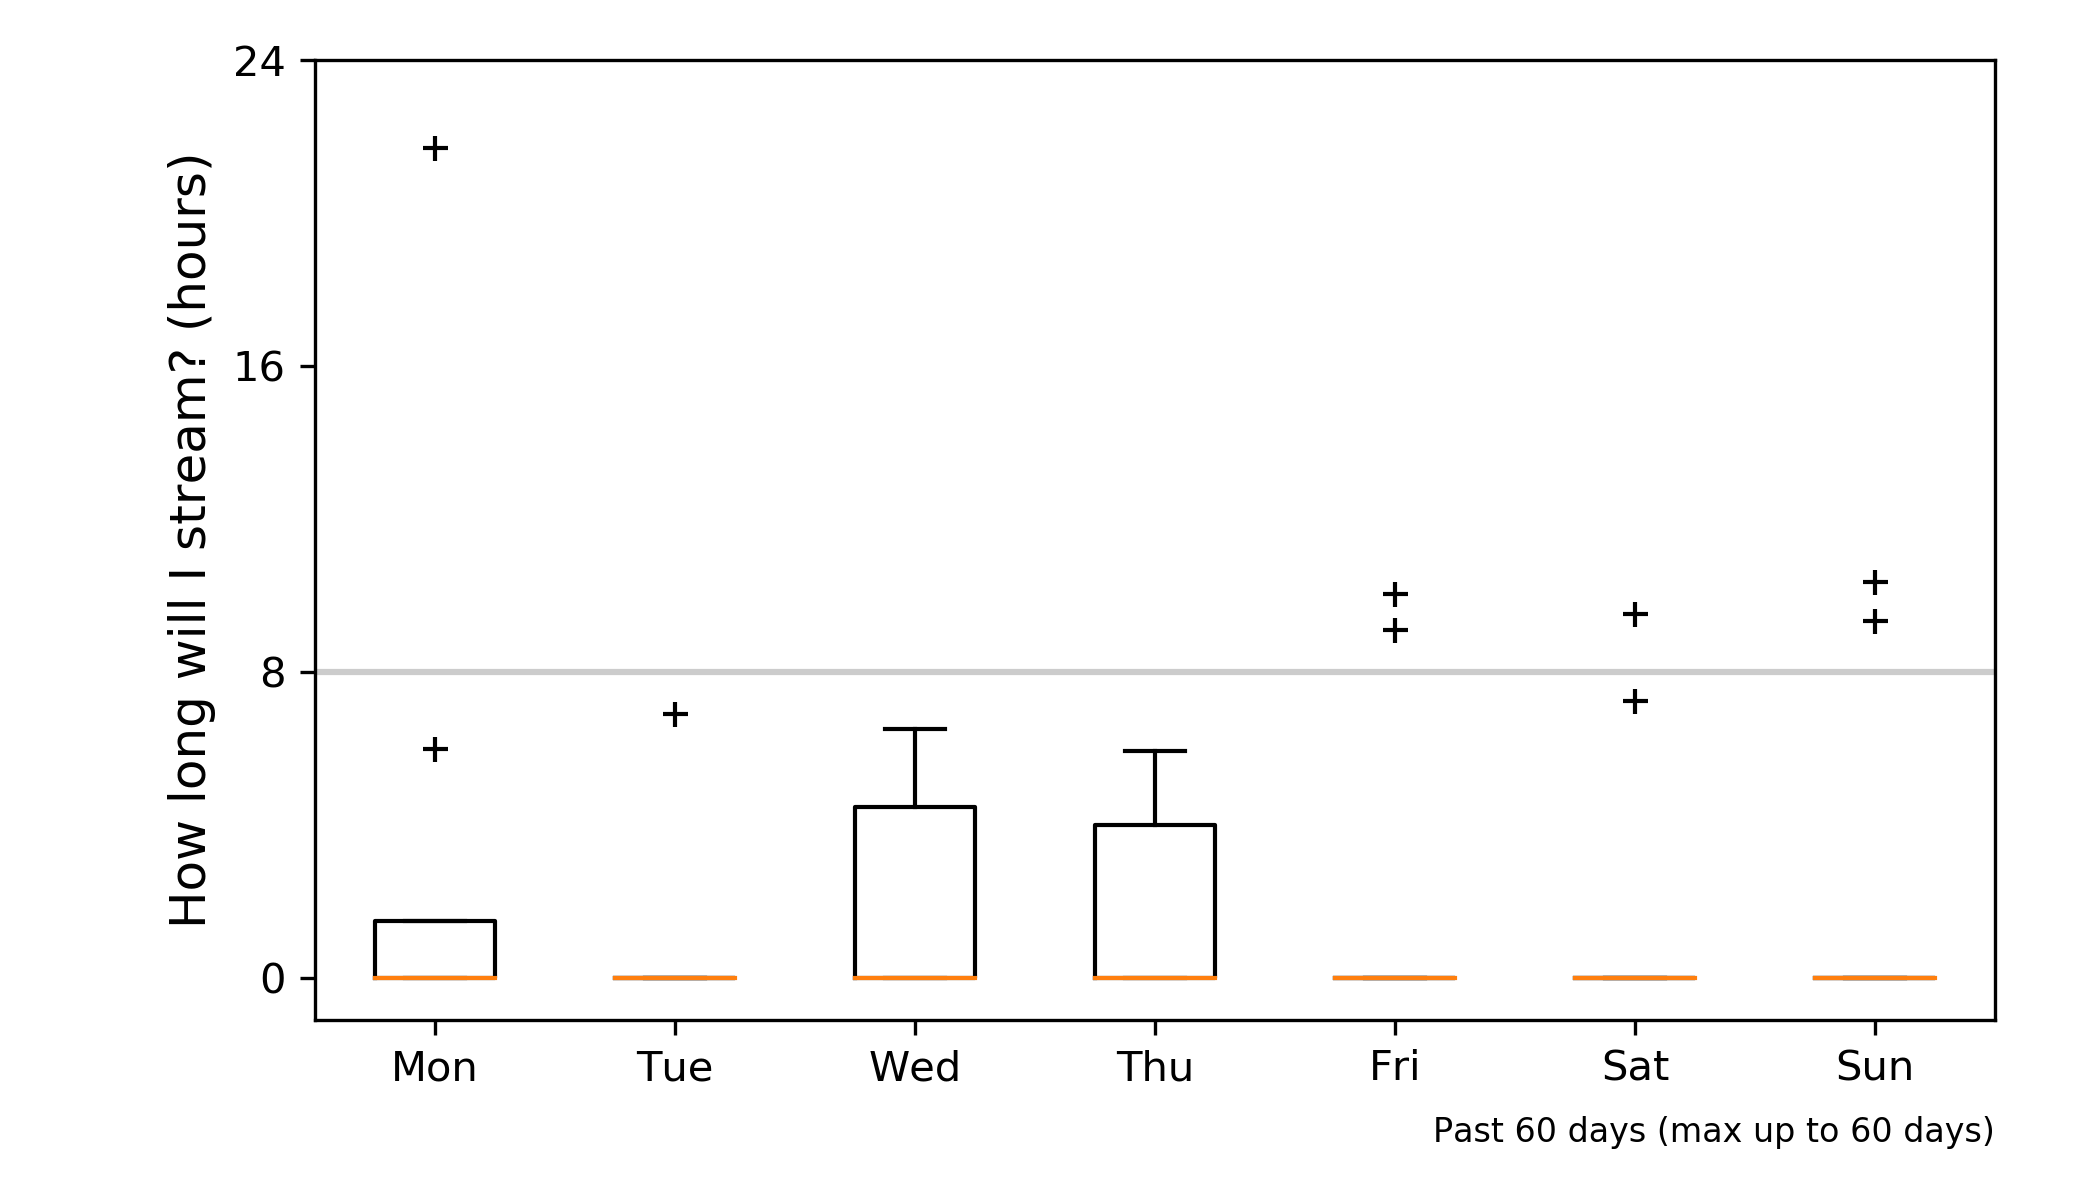 How long will I stream? (hours)
24
16
8
0
Mon Tue Wed Thu Fri Sat Sun
Past 60 days (max up to 60 days)